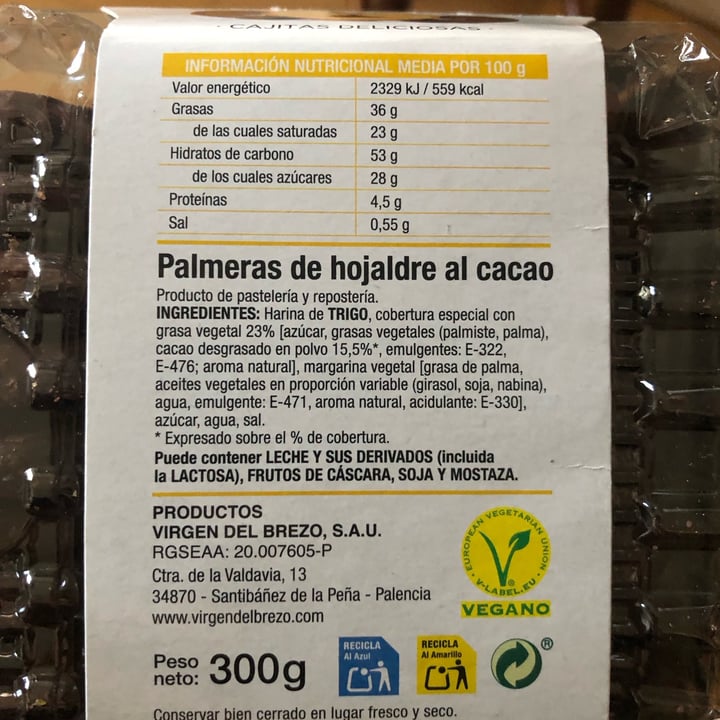 · CAJITAS DELICIOSAS ·
INFORMACIÓN NUTRICIONAL MEDIA POR 100 g
Valor energético 2329 kJ / 559 kcal
Grasas 36 g
de las cuales saturadas 23 g
Hidratos de carbono 53 g
de los cuales azúcares 28 g
Proteínas 4,5 g
Sal 0,55 g
Palmeras de hojaldre al cacao
Producto de pastelería y repostería.
INGREDIENTES: Harina de TRIGO, cobertura especial con
grasa vegetal 23% [azúcar, grasas vegetales (palmiste, palma),
cacao desgrasado en polvo 15,5%*, emulgentes: E-322,
E-476; aroma natural], margarina vegetal [grasa de palma,
aceites vegetales en proporción variable (girasol, soja, nabina),
agua, emulgente: E-471, aroma natural, acidulante: E-330],
azúcar, agua, sal.
* Expresado sobre el % de cobertura.
Puede contener LECHE Y SUS DERIVADOS (incluida
la LACTOSA), FRUTOS DE CÁSCARA, SOJA Y MOSTAZA.
PRODUCTOS
VIRGEN DEL BREZO, S.A.U.
RGSEAA: 20.007605-P
Ctra. de la Valdavia, 13
34870 - Santibáñez de la Peña - Palencia
www.virgendelbrezo.com
EUROPEAN VEGETARIAN UNION
· V-LABEL.EU ·
®
VEGANO
Peso
neto: 300g
RECICLA
Al Azul
RECICLA
Al Amarillo
®
Conservar bien cerrado en lugar fresco y seco.